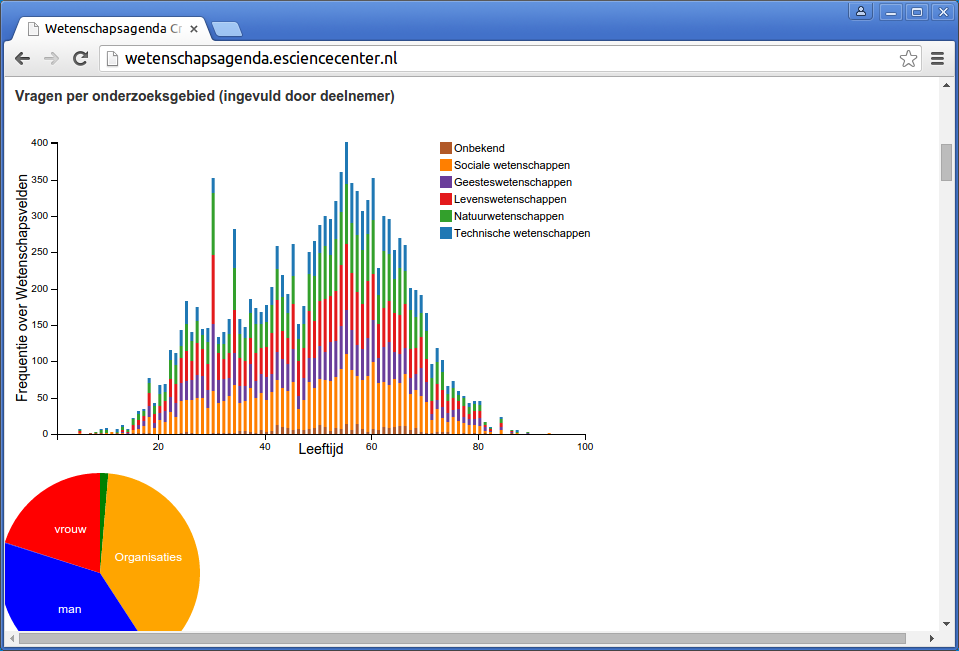 Wetenschapsagenda Cr
wetenschapsagenda.esciencecenter.nl
Vragen per onderzoeksgebied (ingevuld door deelnemer)
Frequentie over Wetenschapsvelden
400
350
300
250
200
150
100
50
0
20
40
60
80
100
Leeftijd
Onbekend
Sociale wetenschappen
Geesteswetenschappen
Levenswetenschappen
Natuurwetenschappen
Technische wetenschappen
vrouw
Organisaties
man